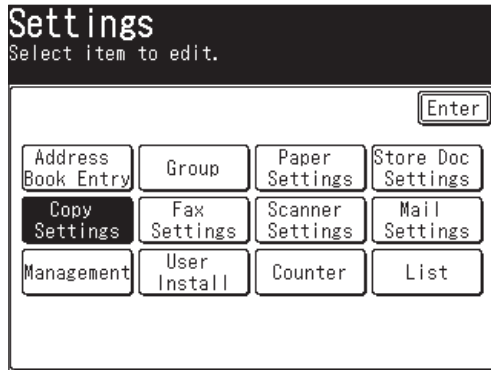 Settings
Select item to edit.
Enter
Address
Book Entry
Group
Paper
Settings
Store Doc
Settings
Copy
Settings
Fax
Settings
Scanner
Settings
Mail
Settings
Management
User
Install
Counter
List